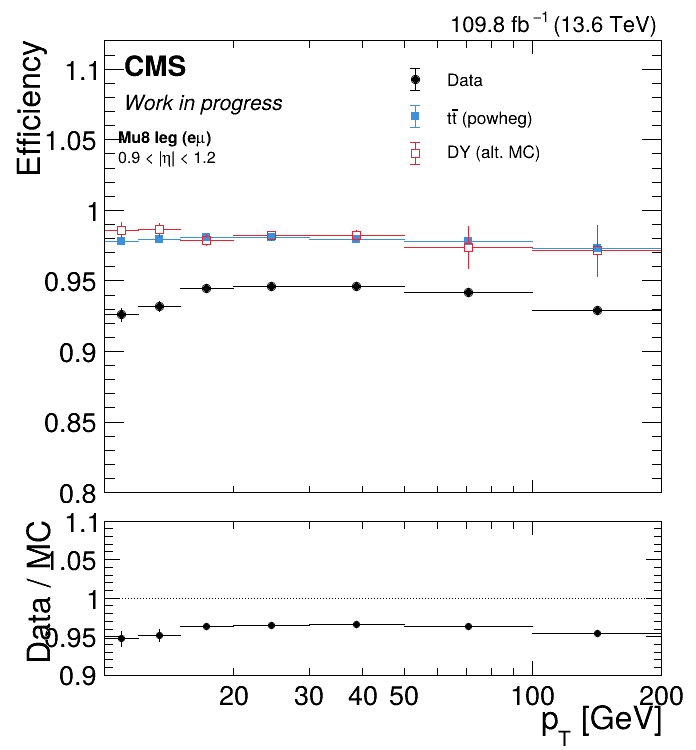 109.8 fb⁻¹ (13.6 TeV)
Efficiency
CMS
Work in progress
Mu8 leg (eμ)
0.9 < |η| < 1.2
Data
tt̄ (powheg)
DY (alt. MC)
1.1
1.05
1
0.95
0.9
0.85
0.8
Data / MC
1.1
1.05
1
0.95
0.9
20 30 40 50 100 200
p_T [GeV]